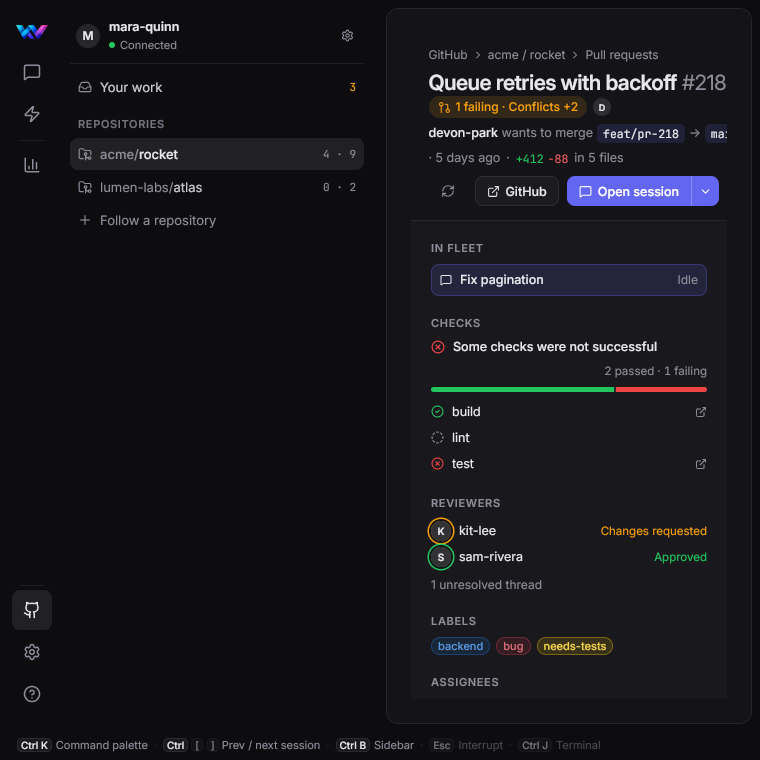 M mara-quinn
Connected
Your work 3
REPOSITORIES
acme/rocket 4 · 9
lumen-labs/atlas 0 · 2
Follow a repository
GitHub > acme / rocket > Pull requests
Queue retries with backoff #218
1 failing · Conflicts +2 D
devon-park wants to merge feat/pr-218 →
· 5 days ago · +412 -88 in 5 files
GitHub Open session
IN FLEET
Fix pagination Idle
CHECKS
Some checks were not successful
2 passed · 1 failing
build
lint
test
REVIEWERS
K kit-lee Changes requested
S sam-rivera Approved
1 unresolved thread
LABELS
backend bug needs-tests
ASSIGNEES
Ctrl K Command palette · Ctrl [ ] Prev / next session · Ctrl B Sidebar · Esc Interrupt · Ctrl J Terminal